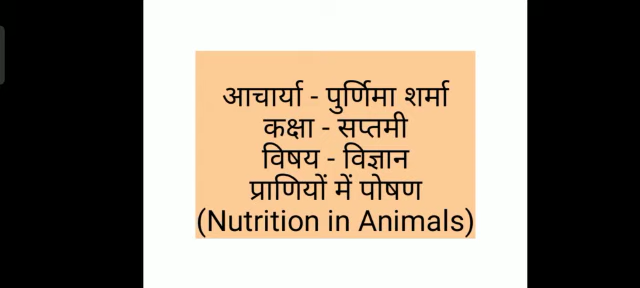 आचार्या - पुर्णिमा शर्मा
कक्षा - सप्तमी
विषय - विज्ञान
प्राणियों में पोषण
(Nutrition in Animals)